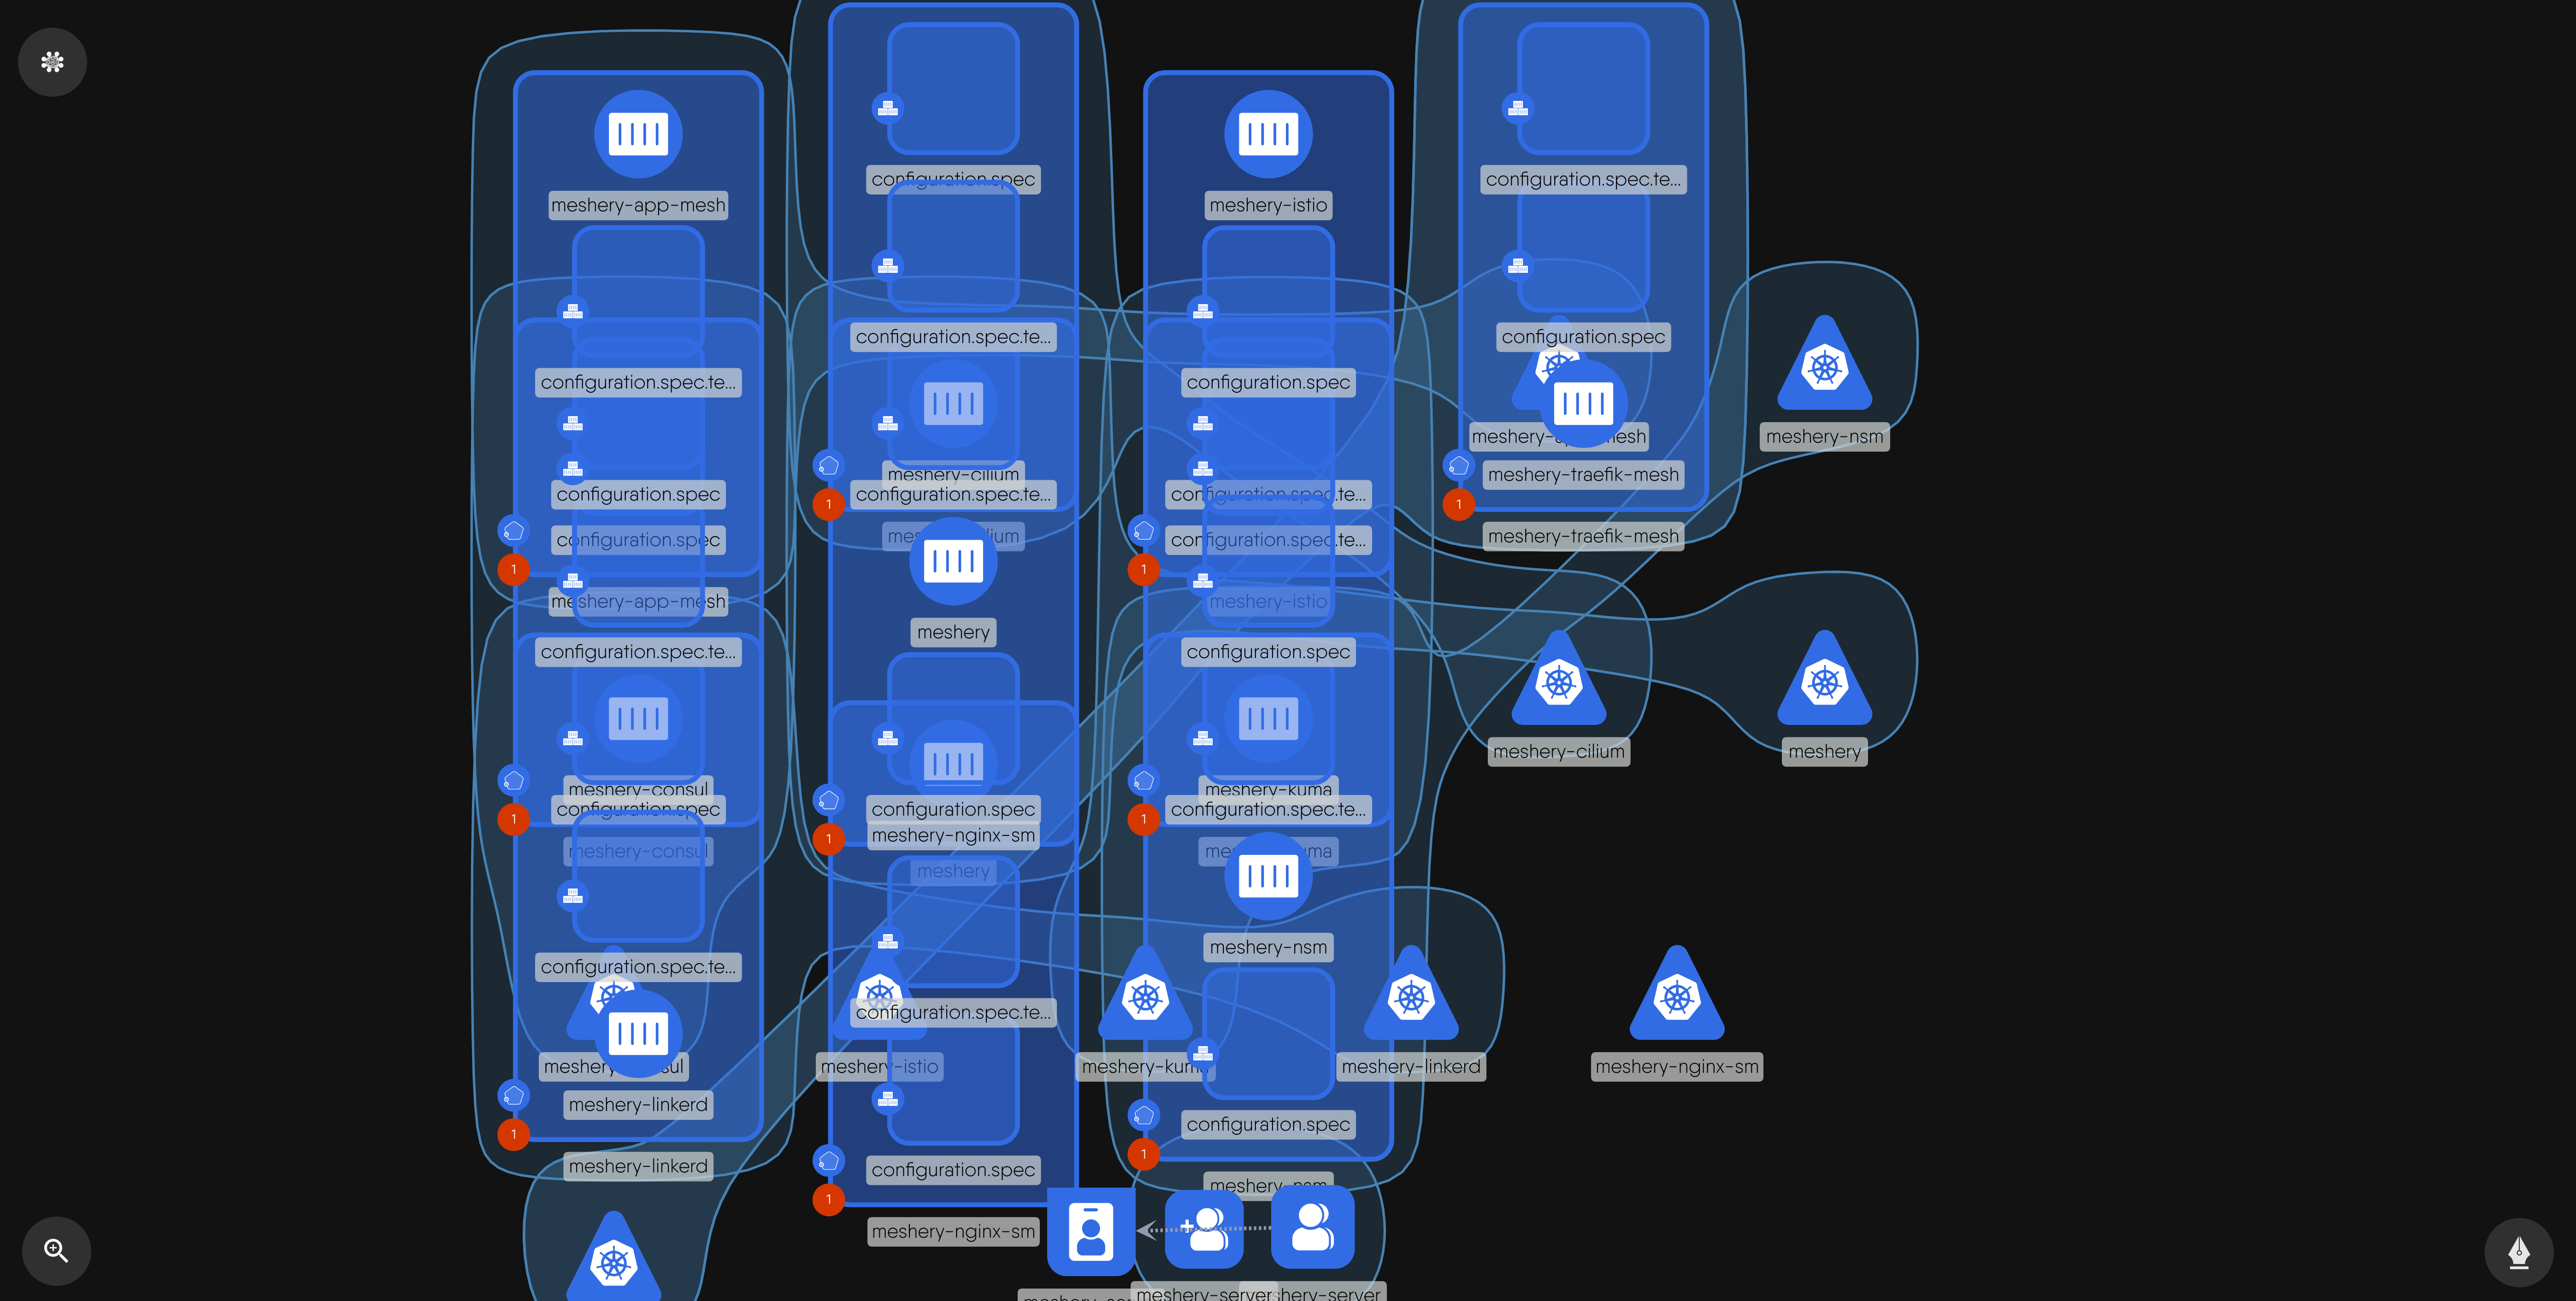 configuration.spec
configuration.spec.te...
meshery-app-mesh
meshery-istio
configuration.spec.te...
configuration.spec
configuration.spec.te...
configuration.spec
meshery-app-mesh
meshery-nsm
meshery-cilium
meshery-traefik-mesh
configuration.spec
configuration.spec.te...
configuration.spec.te...
1
1
meshery-cilium
meshery-traefik-mesh
configuration.spec
configuration.spec.te...
1
1
meshery-app-mesh
meshery-istio
meshery
configuration.spec.te...
configuration.spec
meshery-cilium
meshery
meshery-consul
meshery-kuma
configuration.spec
configuration.spec
configuration.spec.te...
1
1
meshery-nginx-sm
1
meshery-consul
meshery-kuma
meshery
meshery-nsm
configuration.spec.te...
configuration.spec.te...
meshery-consul
meshery-istio
meshery-kuma
meshery-linkerd
meshery-nginx-sm
meshery-linkerd
configuration.spec
1
1
meshery-linkerd
configuration.spec
meshery-nsm
1
meshery-nginx-sm
meshery-server
meshery-server